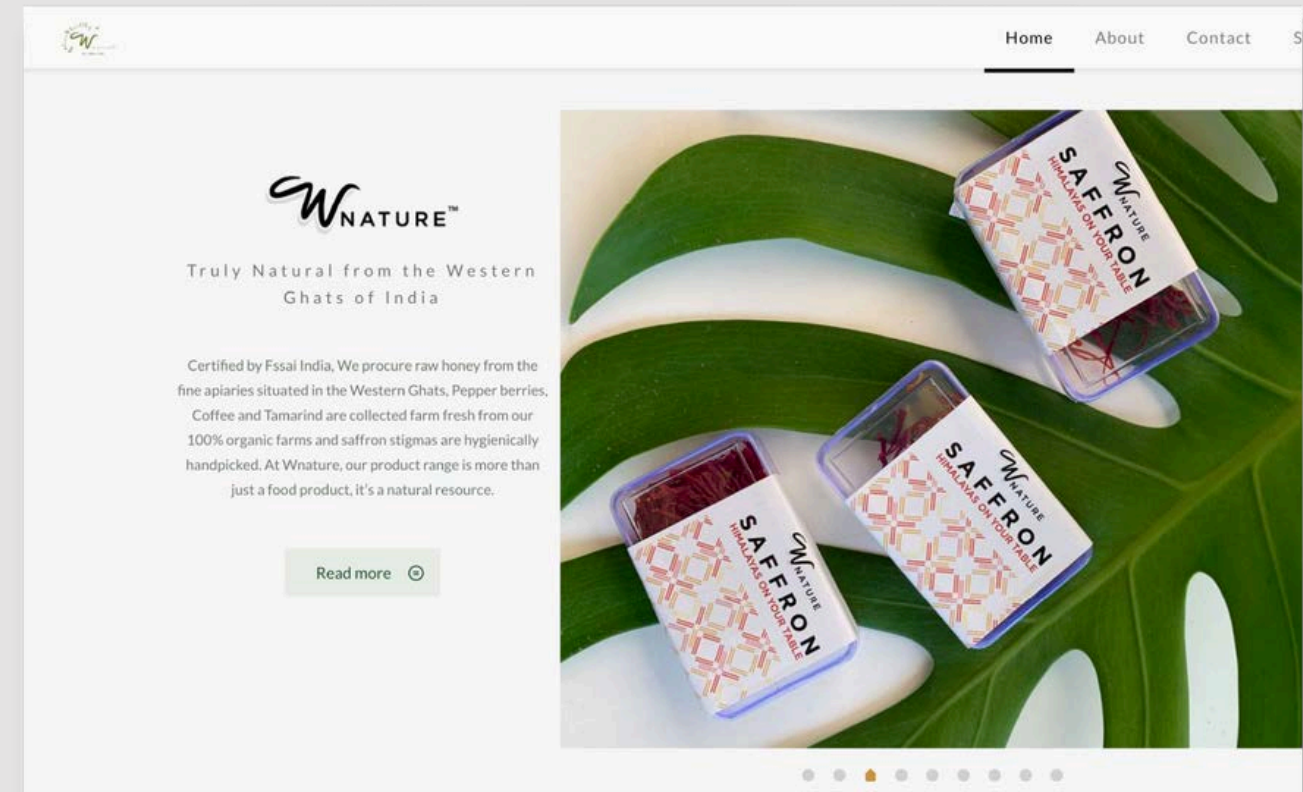 Home About Contact
WNATURE™
Truly Natural from the Western
Ghats of India
Certified by Fssai India, We procure raw honey from the
fine apiaries situated in the Western Ghats, Pepper berries,
Coffee and Tamarind are collected farm fresh from our
100% organic farms and saffron stigmas are hygienically
handpicked. At Wnature, our product range is more than
just a food product, it's a natural resource.
Read more
WNATURE
SAFFRON
HIMALAYAS ON YOUR TABLE
WNATURE
SAFFRON
HIMALAYAS ON YOUR TABLE
WNATURE
SAFFRON
HIMALAYAS ON YOUR TABLE